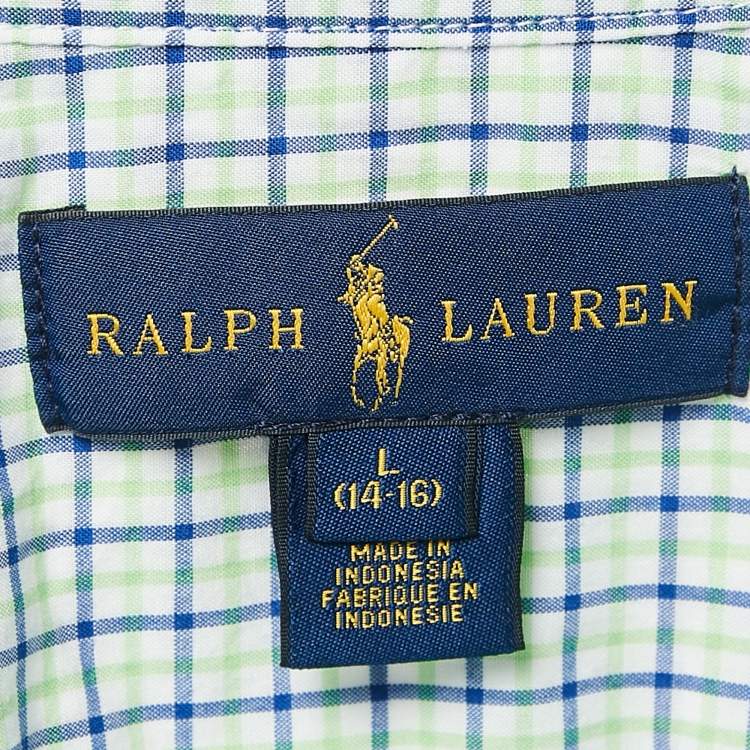 RALPH LAUREN
L
(14-16)
MADE IN
INDONESIA
FABRIQUE EN
INDONESIE